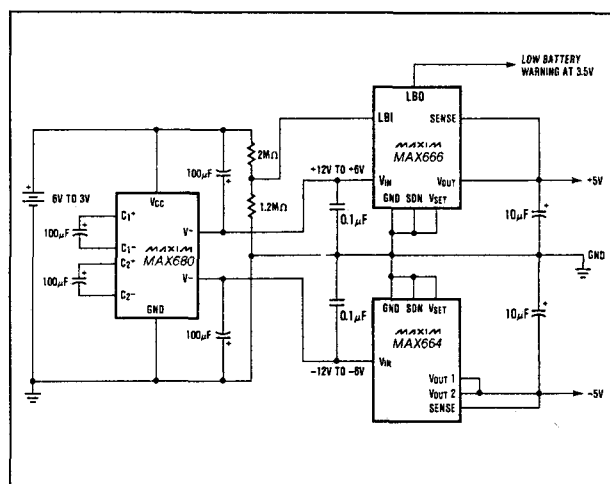 LOW BATTERY
WARNING AT 3.5V
LBO
LBI
SENSE
MAXIM
MAX666
2MΩ
100µF
+12V TO +6V
VIN
VOUT
+5V
6V TO 3V
VCC
1.2MΩ
GND SDN VSET
0.1µF
10µF
C1+
100µF
C1-
V-
MAXIM
MAX680
C2+
100µF
C2-
V-
GND
GND
0.1µF
GND SDN VSET
MAXIM
MAX664
10µF
100µF
-12V TO -6V
VIN
VOUT 1
VOUT 2
SENSE
-5V